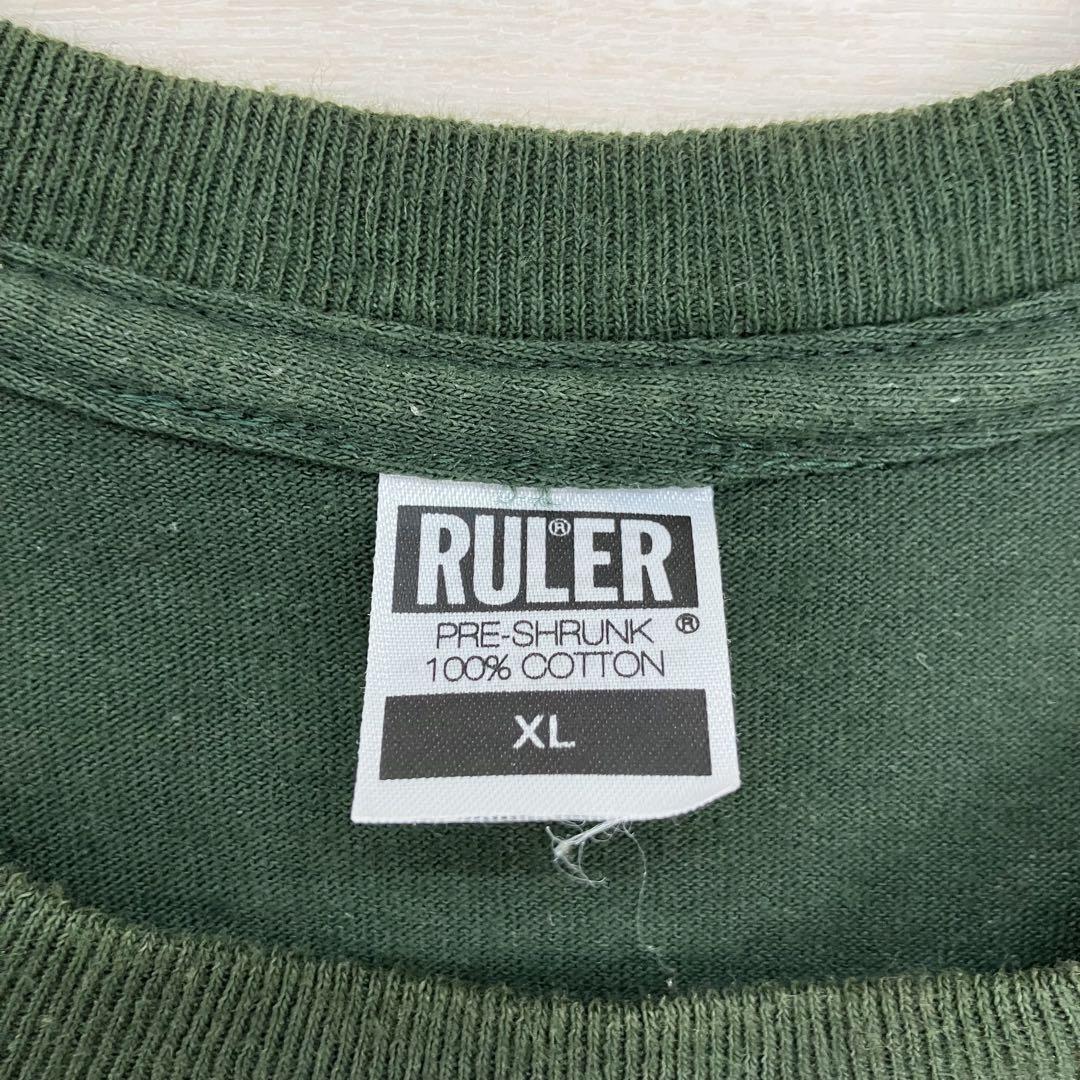 RULER®
PRE-SHRUNK ®
100% COTTON
XL